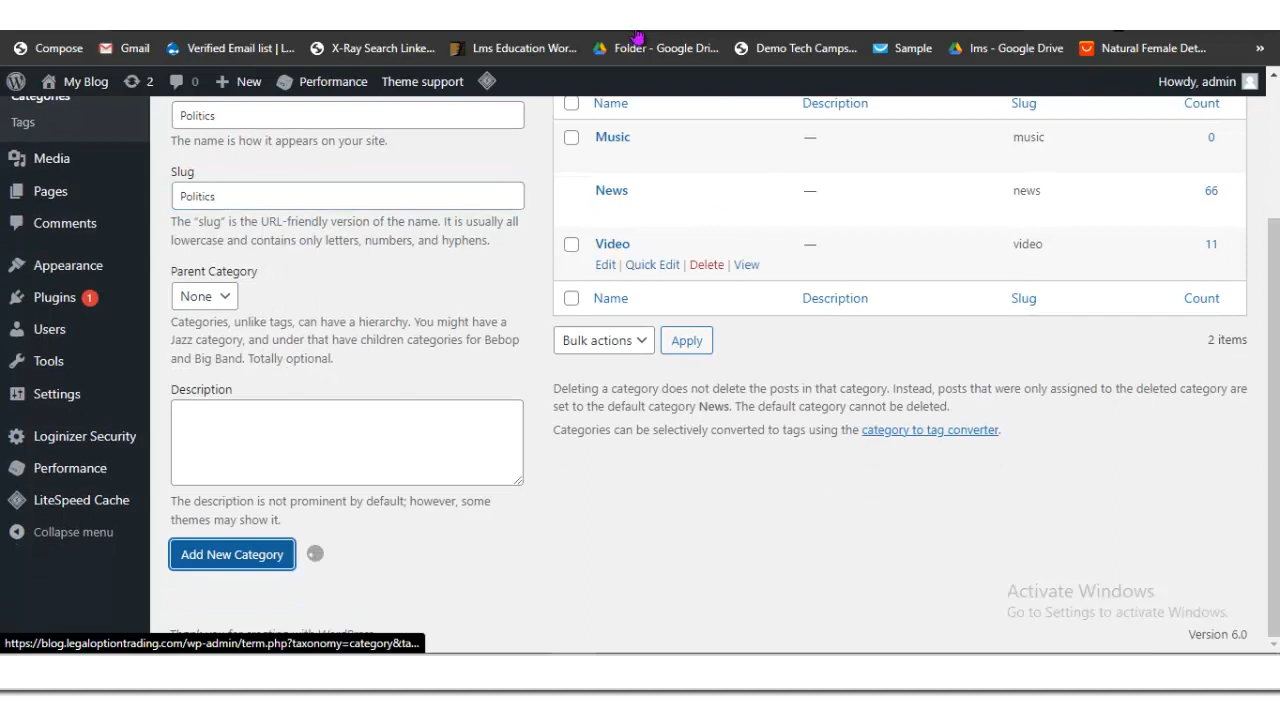 Compose Gmail Verified Email list | L... X-Ray Search Linke... Lms Education Wor... Folder - Google Dri... Demo Tech Camps... Sample lms - Google Drive Natural Female Det... »
My Blog 2 0 + New Performance Theme support Howdy, admin
Categories
Tags
Media
Pages
Comments
Appearance
Plugins 1
Users
Tools
Settings
Loginizer Security
Performance
LiteSpeed Cache
Collapse menu
Politics
The name is how it appears on your site.
Slug
Politics
The “slug” is the URL-friendly version of the name. It is usually all
lowercase and contains only letters, numbers, and hyphens.
Parent Category
None
Categories, unlike tags, can have a hierarchy. You might have a
Jazz category, and under that have children categories for Bebop
and Big Band. Totally optional.
Description
The description is not prominent by default; however, some
themes may show it.
Add New Category
Name Description Slug Count
Music — music 0
News — news 66
Video — video 11
Edit | Quick Edit | Delete | View
Name Description Slug Count
Bulk actions Apply 2 items
Deleting a category does not delete the posts in that category. Instead, posts that were only assigned to the deleted category are
set to the default category News. The default category cannot be deleted.
Categories can be selectively converted to tags using the category to tag converter.
Activate Windows
Go to Settings to activate Windows.
Version 6.0
https://blog.legaloptiontrading.com/wp-admin/term.php?taxonomy=category&ta...